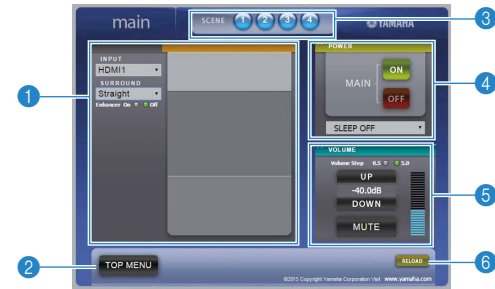 main
SCENE 1 2 3 4
YAMAHA
3
1
INPUT
HDMI1
SURROUND
Straight
Enhancer On Off
POWER
MAIN
ON
OFF
SLEEP OFF
4
VOLUME
Volume Step 0.5 5.0
UP
-40.0dB
DOWN
MUTE
5
2
TOP MENU
RELOAD
6
©2015 Copyright Yamaha Corporation Visit www.yamaha.com